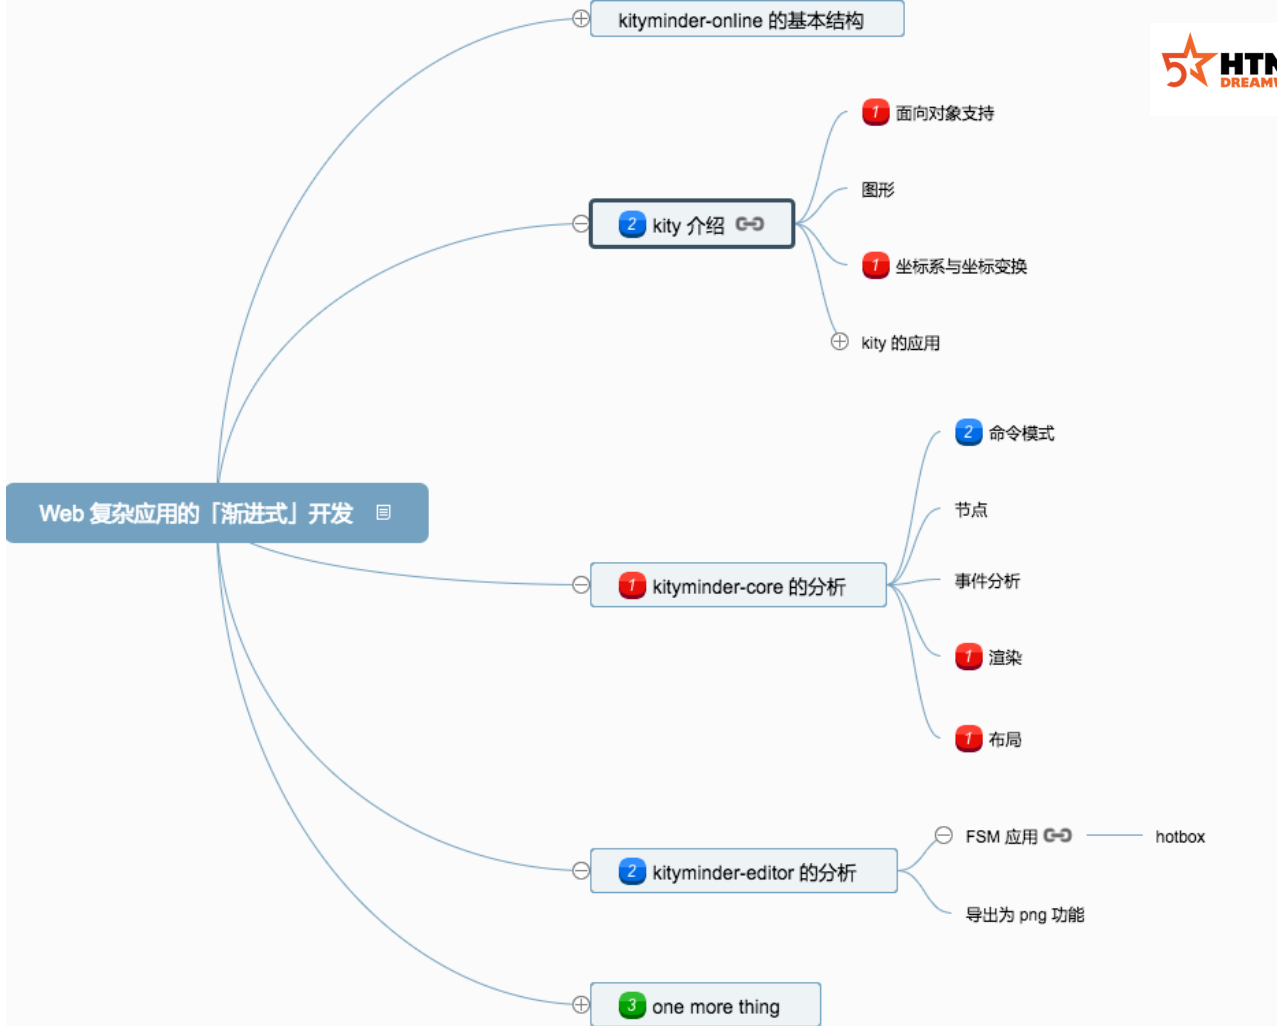 kityminder-online 的基本结构
5 HTM
DREAMW
1 面向对象支持
图形
2 kity 介绍
1 坐标系与坐标变换
kity 的应用
2 命令模式
Web 复杂应用的「渐进式」开发
节点
事件分析
1 kityminder-core 的分析
1 渲染
1 布局
FSM 应用
hotbox
2 kityminder-editor 的分析
导出为 png 功能
3 one more thing